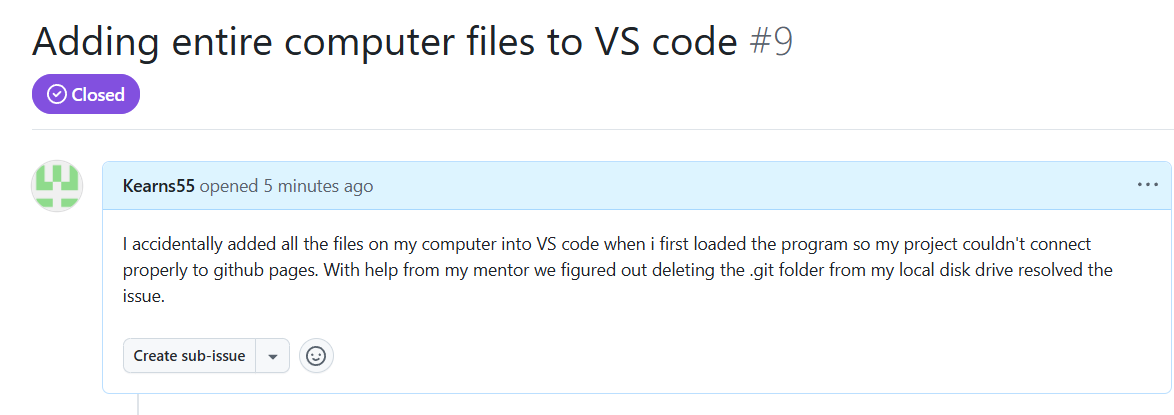 Adding entire computer files to VS code #9
Closed
Kearns55 opened 5 minutes ago
I accidentally added all the files on my computer into VS code when i first loaded the program so my project couldn't connect
properly to github pages. With help from my mentor we figured out deleting the .git folder from my local disk drive resolved the
issue.
Create sub-issue